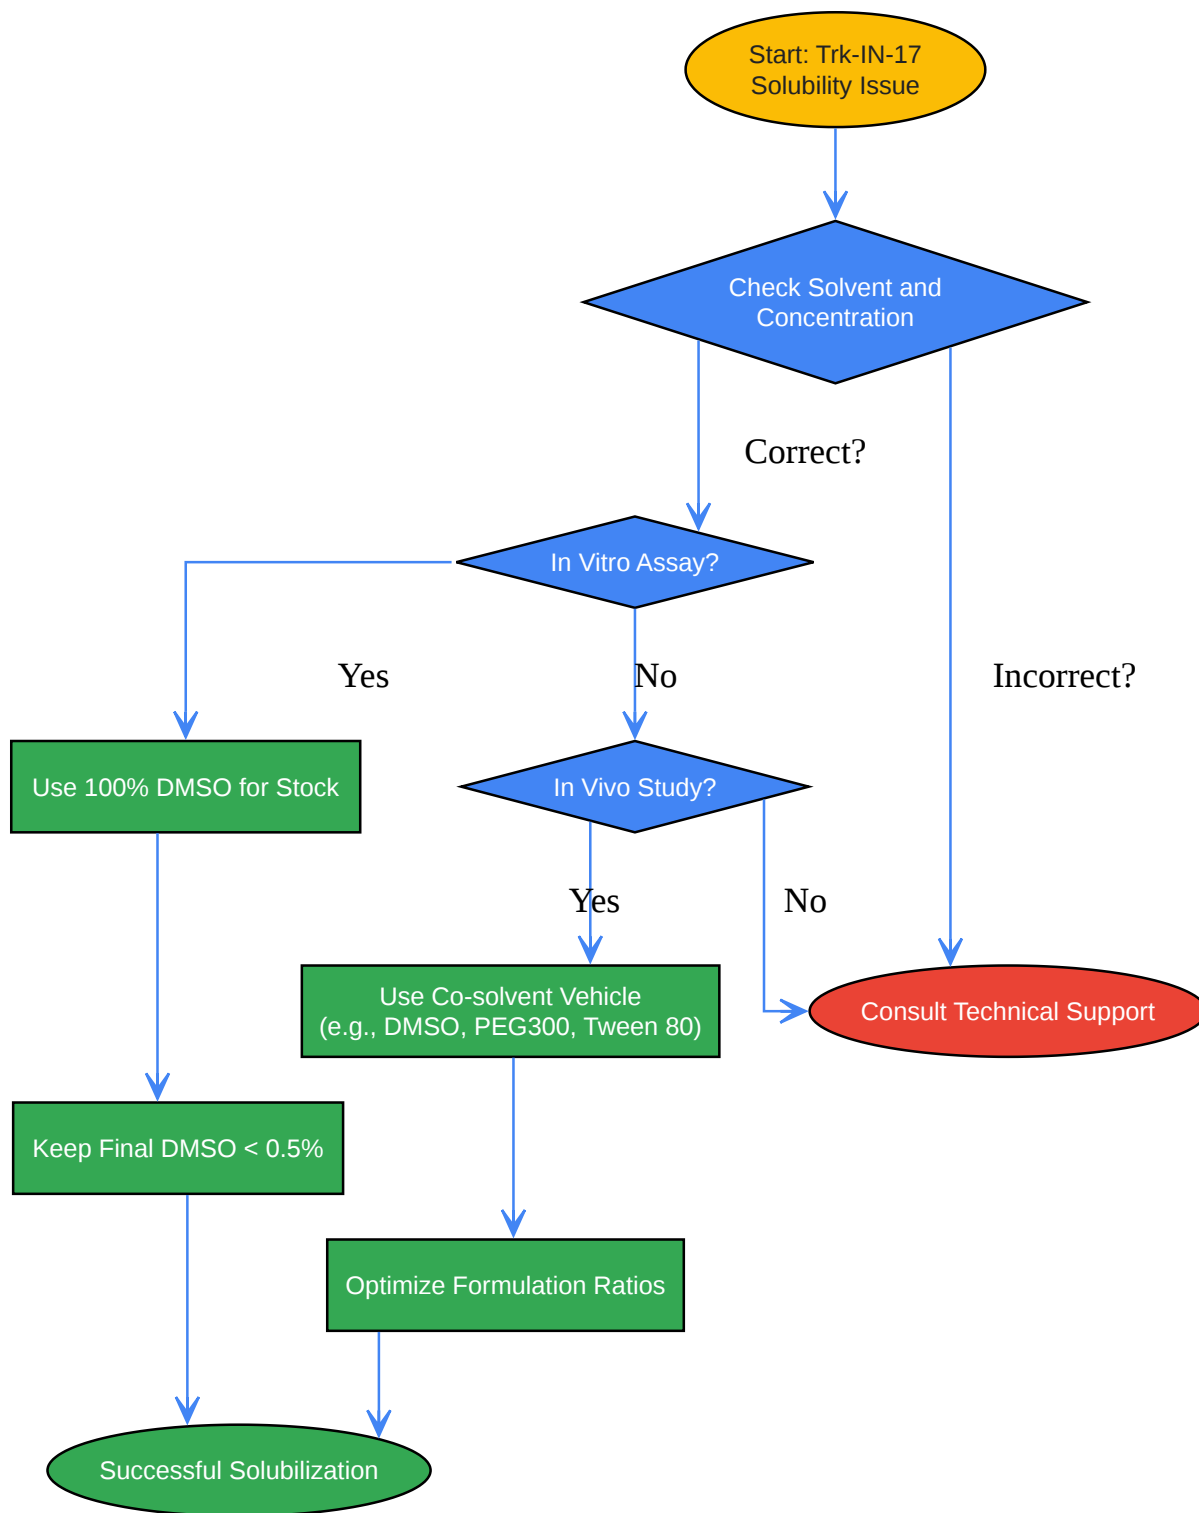 Start: Trk-IN-17
Solubility Issue
Check Solvent and
Concentration
Correct?
In Vitro Assay?
Yes
No
Incorrect?
Use 100% DMSO for Stock
In Vivo Study?
Yes
No
Use Co-solvent Vehicle
(e.g., DMSO, PEG300, Tween 80)
Consult Technical Support
Keep Final DMSO < 0.5%
Optimize Formulation Ratios
Successful Solubilization